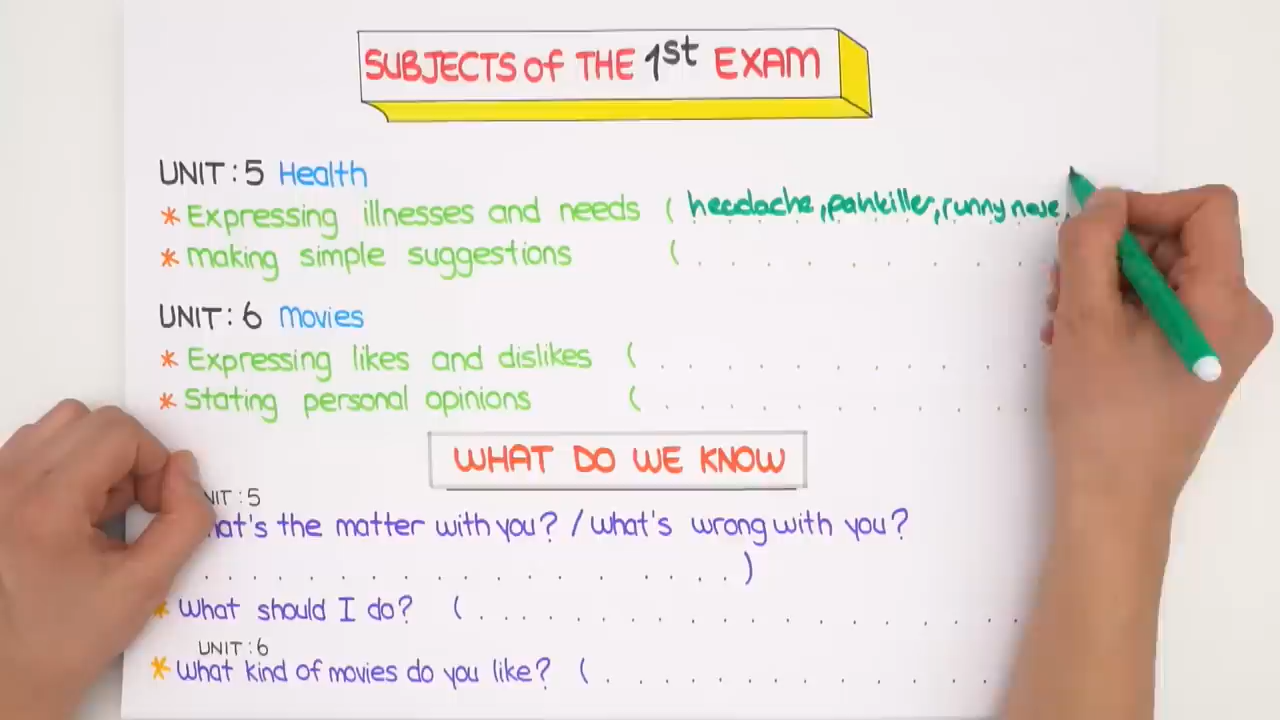 SUBJECTS of THE 1st EXAM
UNIT : 5 Health
* Expressing illnesses and needs ( headache, painkiller, runny nose,
* making simple suggestions ( . . . . . . . . .
UNIT : 6 Movies
* Expressing likes and dislikes ( . . . . . . . . . .
* Stating personal opinions ( . . . . . . . . . .
WHAT DO WE KNOW
UNIT : 5
the matter with you? / what's wrong with you?
. . . . . . . . . . . . . . . . . )
* What should I do? ( . . . . . . . . . . . . . .
UNIT : 6
* What kind of movies do you like? ( . . . . . . . . . . .